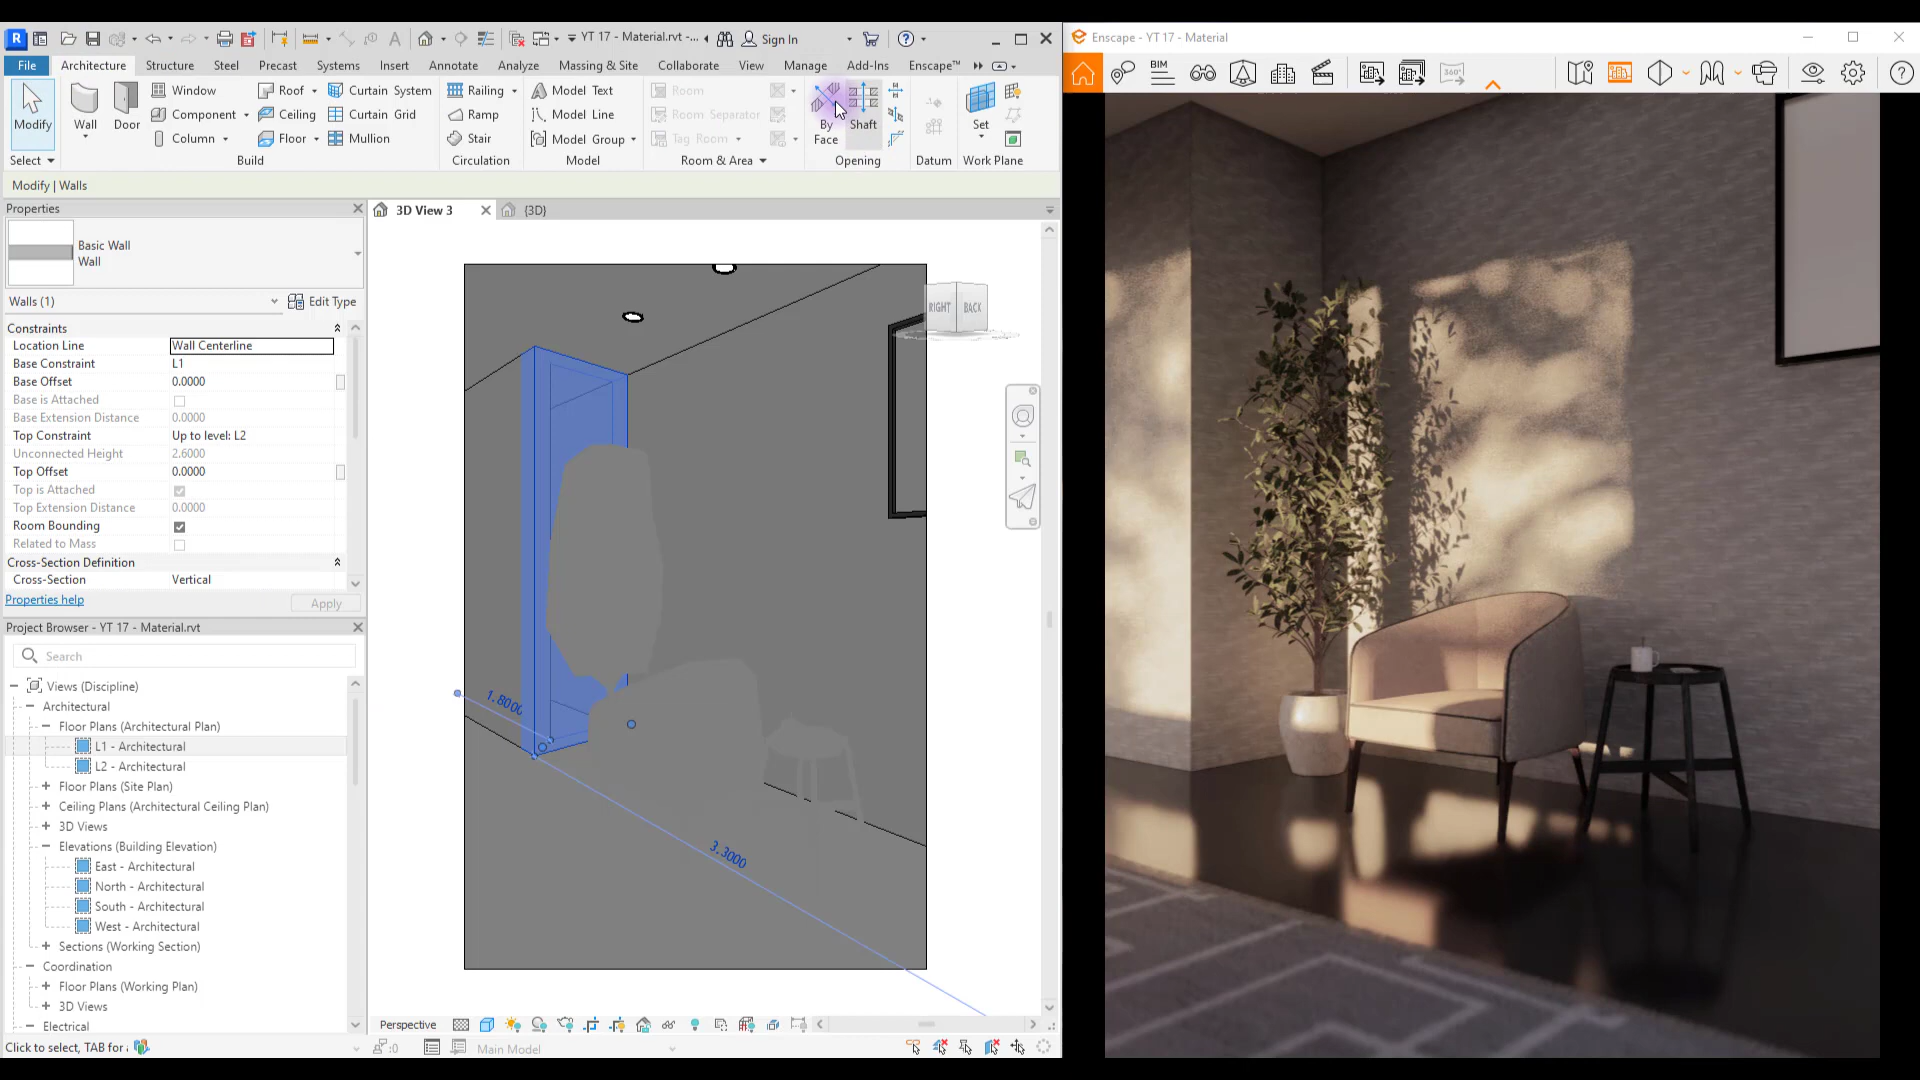 YT 17 - Material.rvt -...
Sign In
Enscape - YT 17 - Material
File
Architecture
Structure
Steel
Precast
Systems
Insert
Annotate
Analyze
Massing & Site
Collaborate
View
Manage
Add-Ins
Enscape™
BIM
360°
Modify
Wall
Door
Window
Component
Column
Roof
Ceiling
Floor
Curtain System
Curtain Grid
Mullion
Railing
Ramp
Stair
Model Text
Model Line
Model Group
Room
Room Separator
Tag Room
By Face
Shaft
Set
Select
Build
Circulation
Model
Room & Area
Opening
Datum
Work Plane
Modify | Walls
Properties
3D View 3
(3D)
Basic Wall
Wall
Walls (1)
Edit Type
Constraints
Location Line Wall Centerline
Base Constraint L1
Base Offset 0.0000
Base is Attached
Base Extension Distance 0.0000
Top Constraint Up to level: L2
Unconnected Height 2.6000
Top Offset 0.0000
Top is Attached
Top Extension Distance 0.0000
Room Bounding
Related to Mass
Cross-Section Definition
Cross-Section Vertical
Properties help
Apply
RIGHT BACK
1.8000
3.3000
Project Browser - YT 17 - Material.rvt
Search
Views (Discipline)
Architectural
Floor Plans (Architectural Plan)
L1 - Architectural
L2 - Architectural
Floor Plans (Site Plan)
Ceiling Plans (Architectural Ceiling Plan)
3D Views
Elevations (Building Elevation)
East - Architectural
North - Architectural
South - Architectural
West - Architectural
Sections (Working Section)
Coordination
Floor Plans (Working Plan)
3D Views
Electrical
Perspective
Click to select, TAB for
:0
Main Model